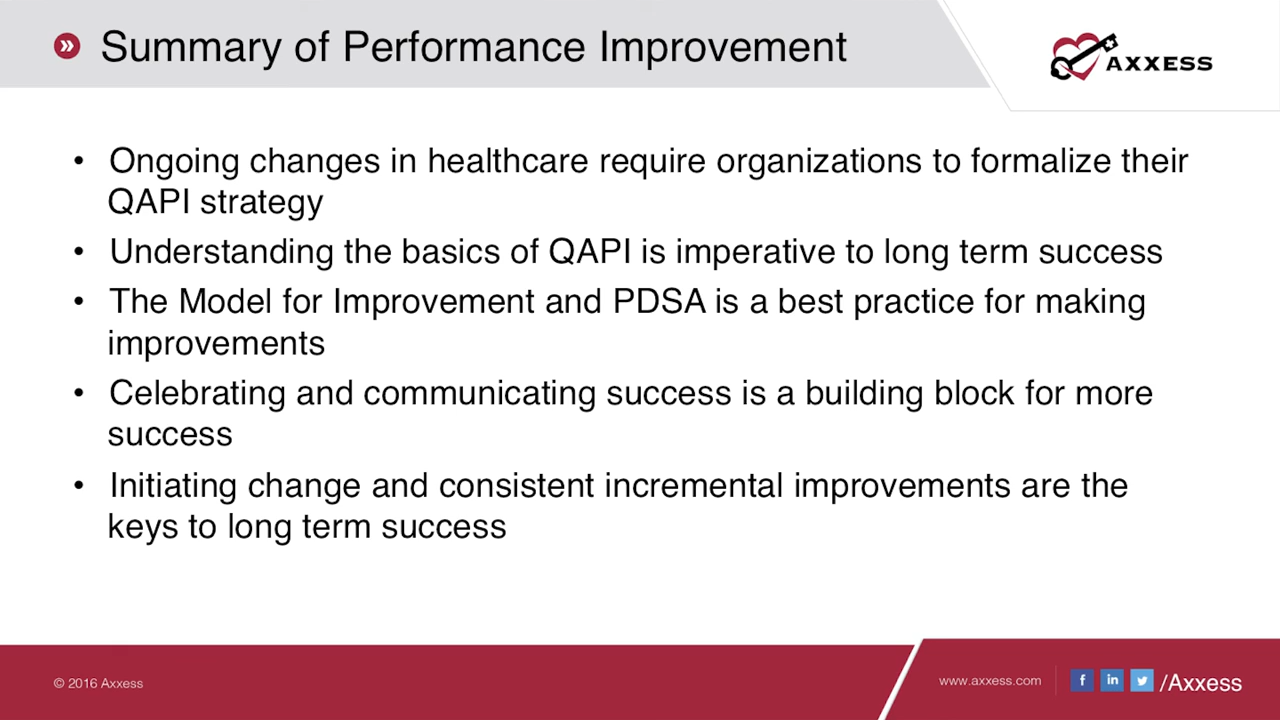 Summary of Performance Improvement
AXXESS
• Ongoing changes in healthcare require organizations to formalize their
QAPI strategy
• Understanding the basics of QAPI is imperative to long term success
• The Model for Improvement and PDSA is a best practice for making
improvements
• Celebrating and communicating success is a building block for more
success
• Initiating change and consistent incremental improvements are the
keys to long term success
© 2016 Axxess
www.axxess.com
/Axxess